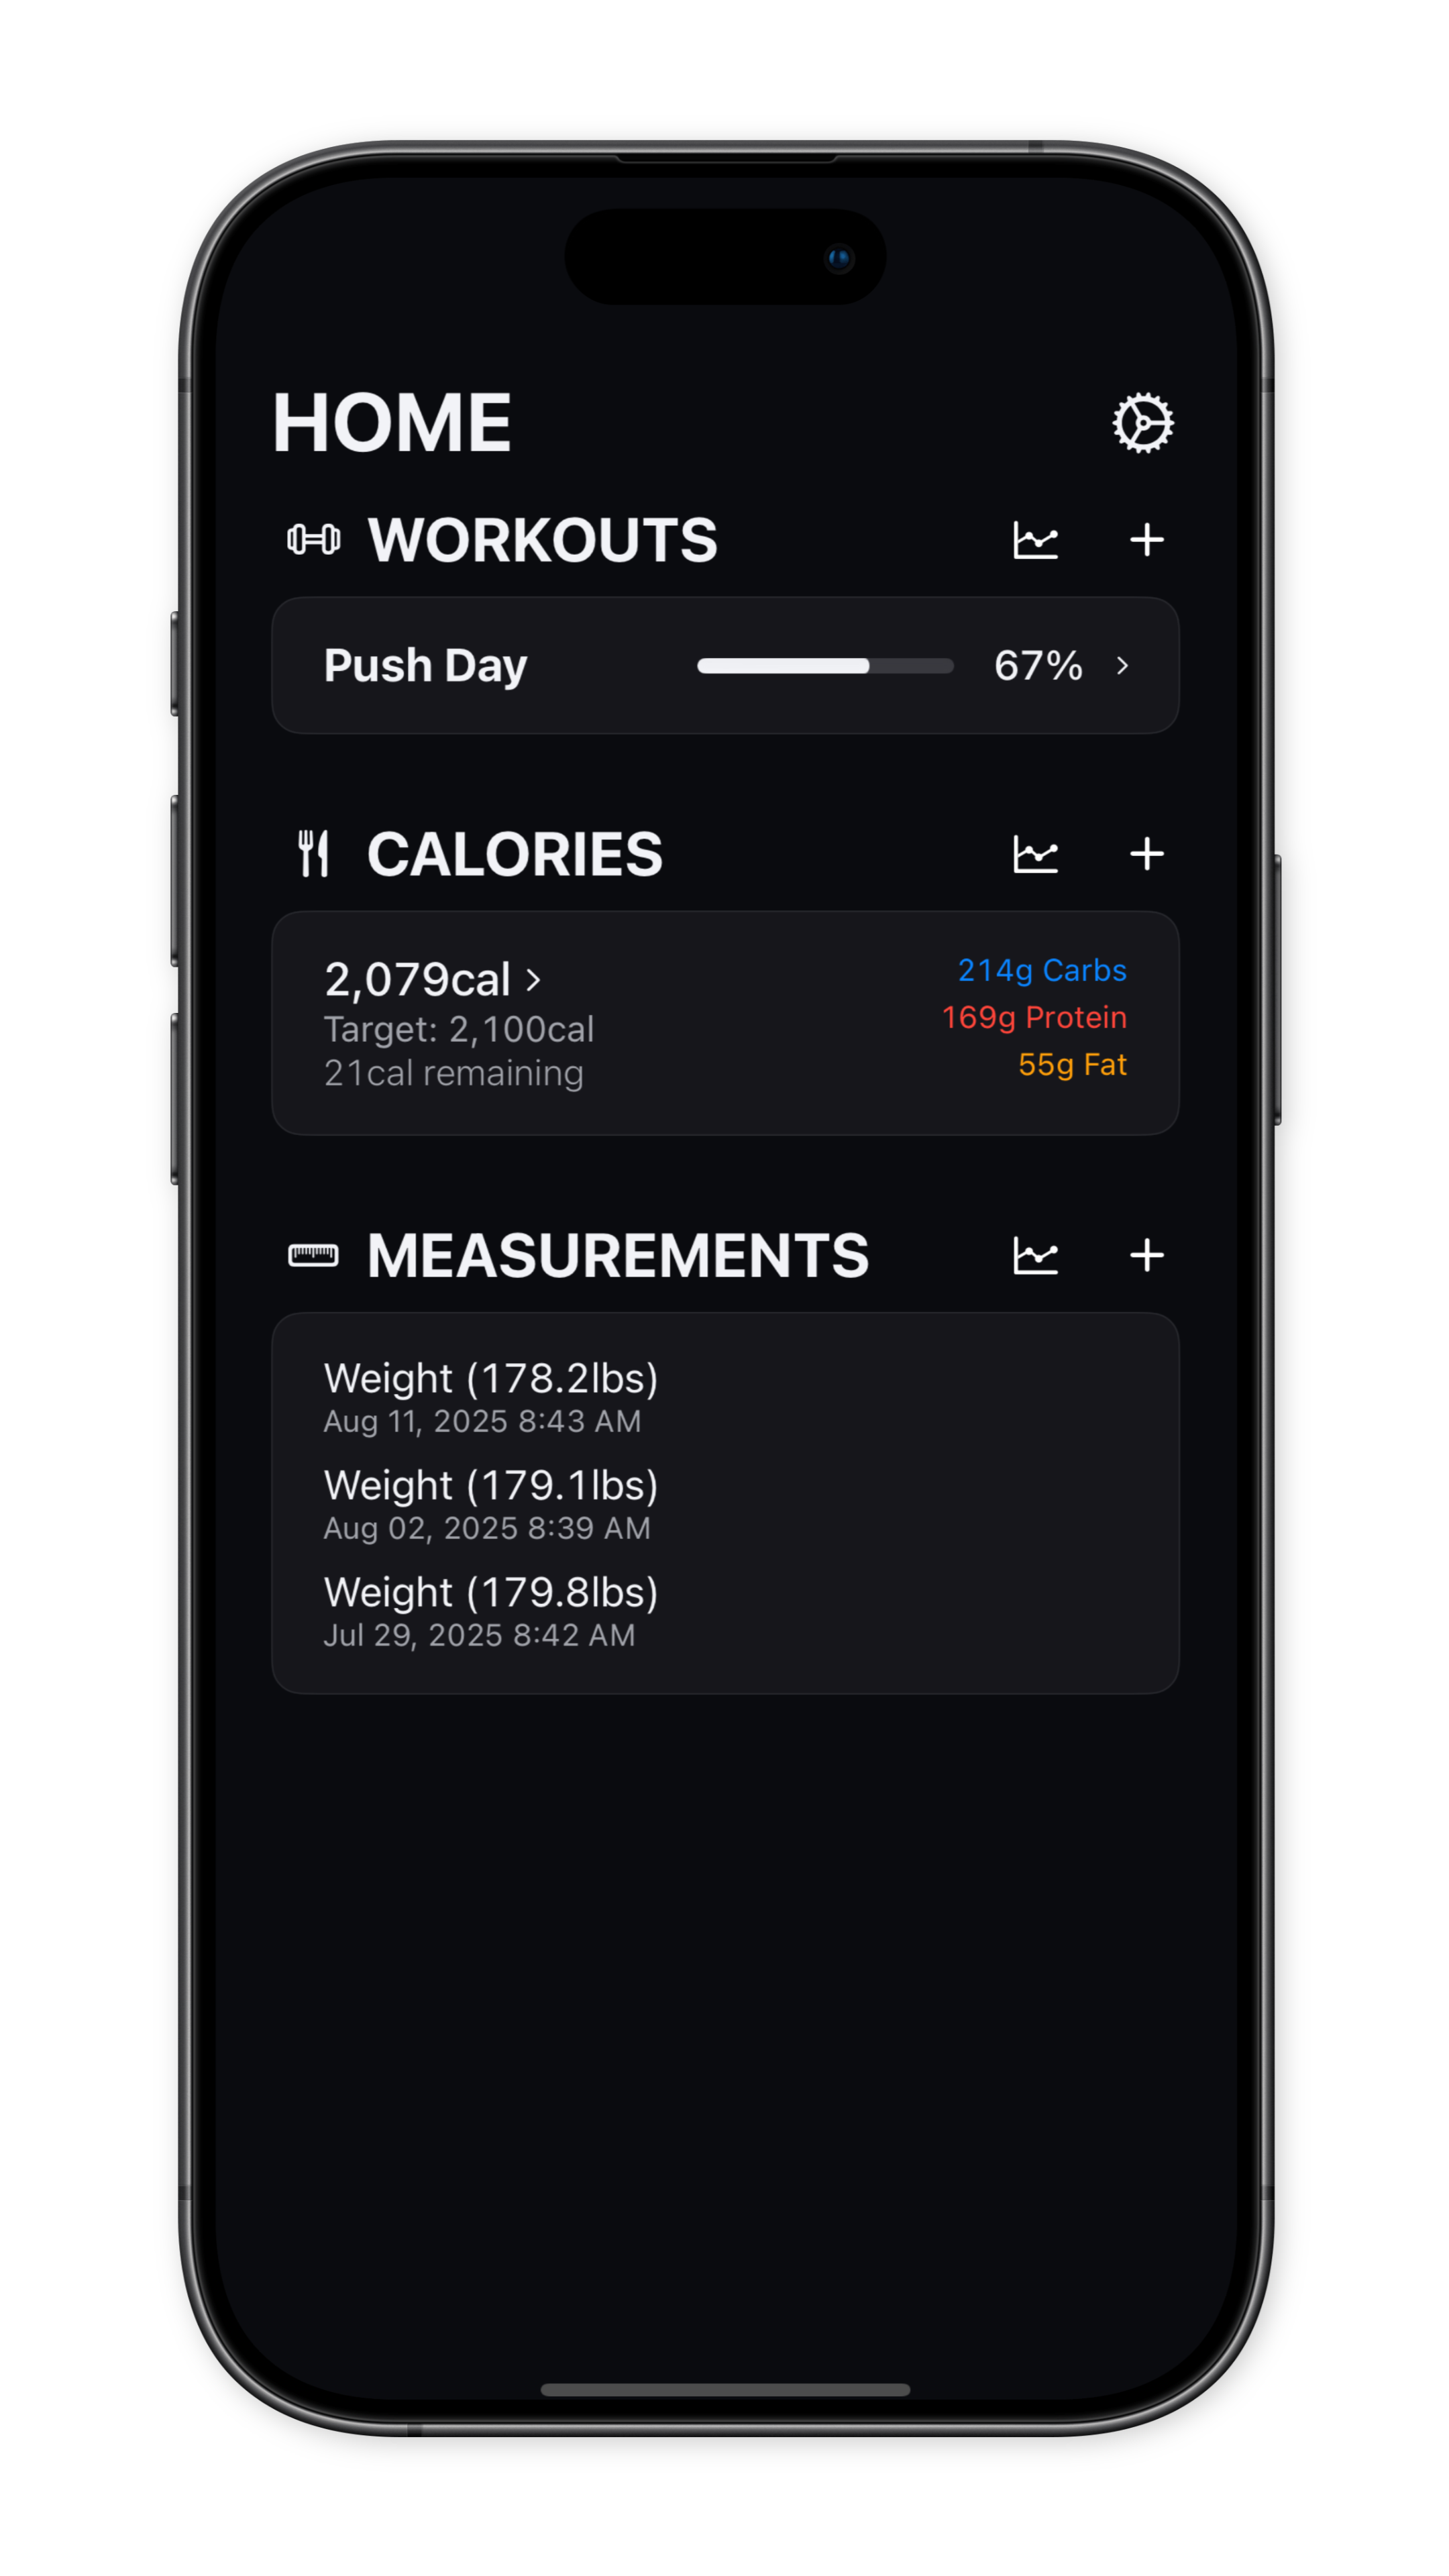 HOME
WORKOUTS
Push Day 67%
CALORIES
2,079cal
214g Carbs
Target: 2,100cal
169g Protein
21cal remaining
55g Fat
MEASUREMENTS
Weight (178.2lbs)
Aug 11, 2025 8:43 AM
Weight (179.1lbs)
Aug 02, 2025 8:39 AM
Weight (179.8lbs)
Jul 29, 2025 8:42 AM